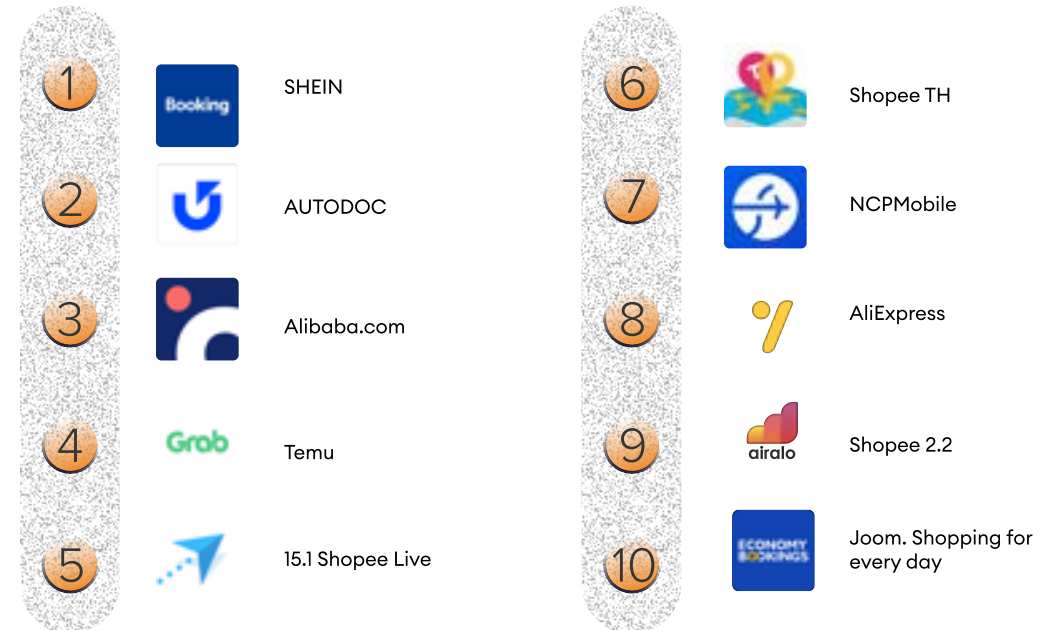 1
Booking
SHEIN
2
AUTODOC
3
Alibaba.com
4
Grab
Temu
5
15.1 Shopee Live
6
Shopee TH
7
NCPMobile
8
AliExpress
9
airalo
Shopee 2.2
10
ECONOMY
BOOKINGS
Joom. Shopping for
every day